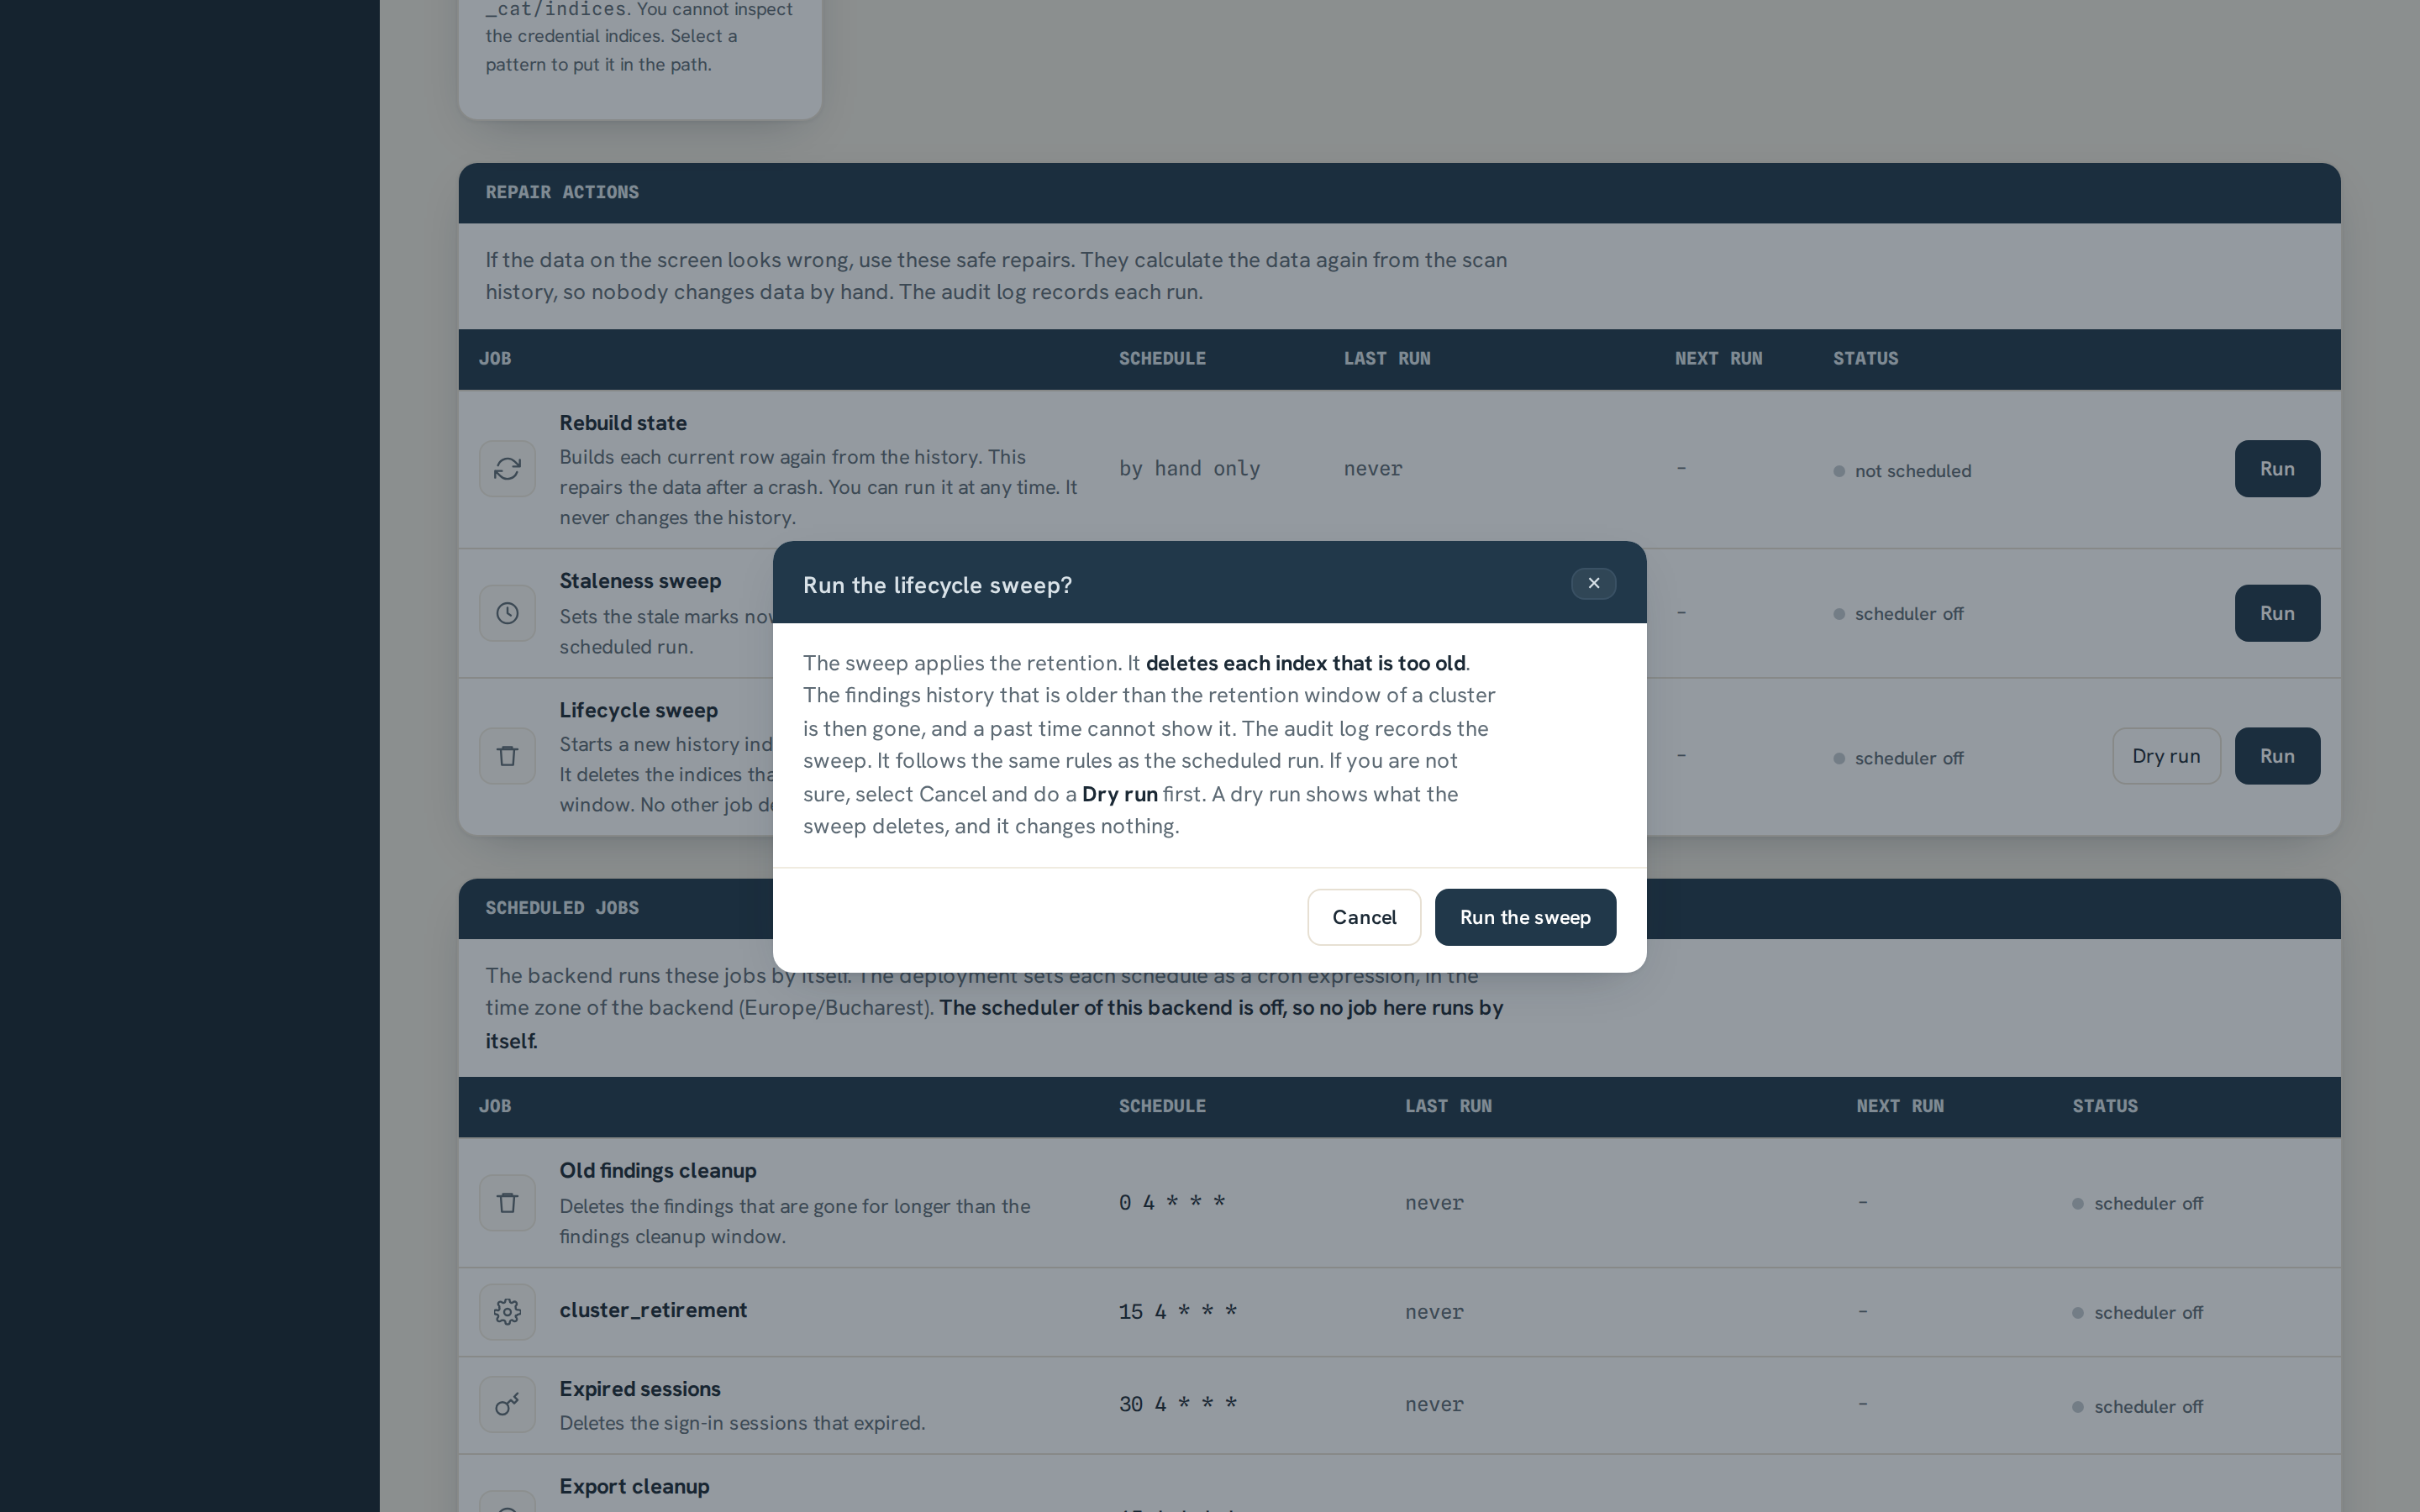 _cat/indices. You cannot inspect
the credential indices. Select a
pattern to put it in the path.
REPAIR ACTIONS
If the data on the screen looks wrong, use these safe repairs. They calculate the data again from the scan
history, so nobody changes data by hand. The audit log records each run.
JOB SCHEDULE LAST RUN NEXT RUN STATUS
Rebuild state
Builds each current row again from the history. This
repairs the data after a crash. You can run it at any time. It
never changes the history.
by hand only never - not scheduled Run
Staleness sweep
Sets the stale marks now
scheduled run.
- scheduler off Run
Lifecycle sweep
Starts a new history
It deletes the indices
window. No other job
- scheduler off Dry run Run
Run the lifecycle sweep?
The sweep applies the retention. It deletes each index that is too old.
The findings history that is older than the retention window of a cluster
is then gone, and a past time cannot show it. The audit log records the
sweep. It follows the same rules as the scheduled run. If you are not
sure, select Cancel and do a Dry run first. A dry run shows what the
sweep deletes, and it changes nothing.
Cancel Run the sweep
SCHEDULED JOBS
The backend runs these jobs by itself. The deployment sets each schedule as a cron expression, in the
time zone of the backend (Europe/Bucharest). The scheduler of this backend is off, so no job here runs by
itself.
JOB SCHEDULE LAST RUN NEXT RUN STATUS
Old findings cleanup
Deletes the findings that are gone for longer than the
findings cleanup window.
0 4 * * * never - scheduler off
cluster_retirement 15 4 * * * never - scheduler off
Expired sessions
Deletes the sign-in sessions that expired.
30 4 * * * never - scheduler off
Export cleanup